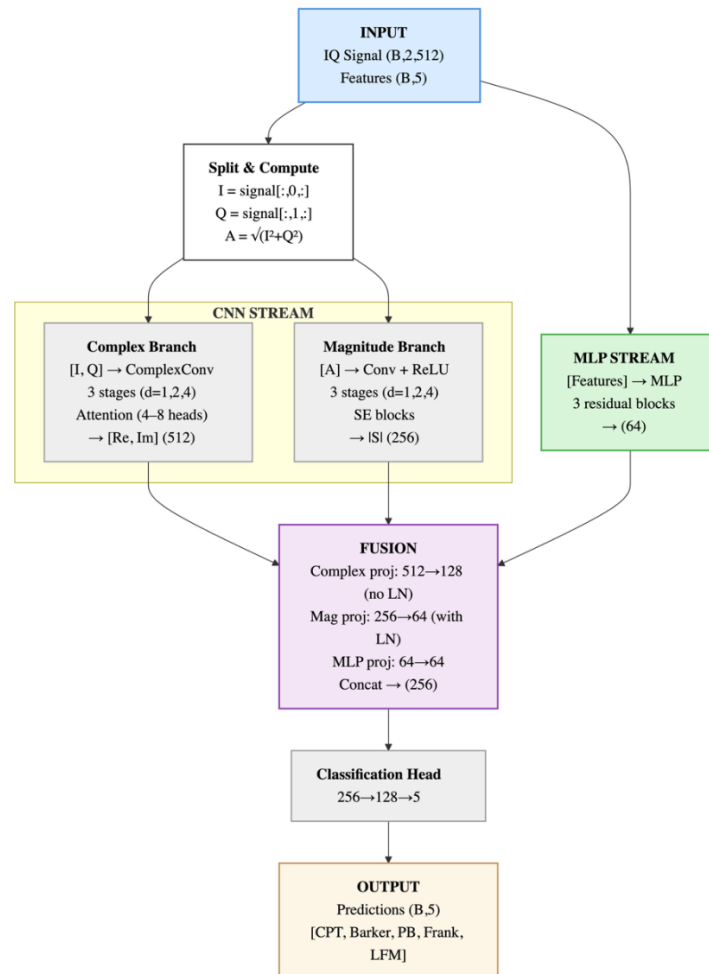 INPUT
IQ Signal (B,2,512)
Features (B,5)
Split & Compute
I = signal[:,0,:]
Q = signal[:,1,:]
A = √(I²+Q²)
CNN STREAM
Complex Branch
[I, Q] → ComplexConv
3 stages (d=1,2,4)
Attention (4–8 heads)
→ [Re, Im] (512)
Magnitude Branch
[A] → Conv + ReLU
3 stages (d=1,2,4)
SE blocks
→ |S| (256)
MLP STREAM
[Features] → MLP
3 residual blocks
→ (64)
FUSION
Complex proj: 512→128
(no LN)
Mag proj: 256→64 (with
LN)
MLP proj: 64→64
Concat → (256)
Classification Head
256→128→5
OUTPUT
Predictions (B,5)
[CPT, Barker, PB, Frank,
LFM]